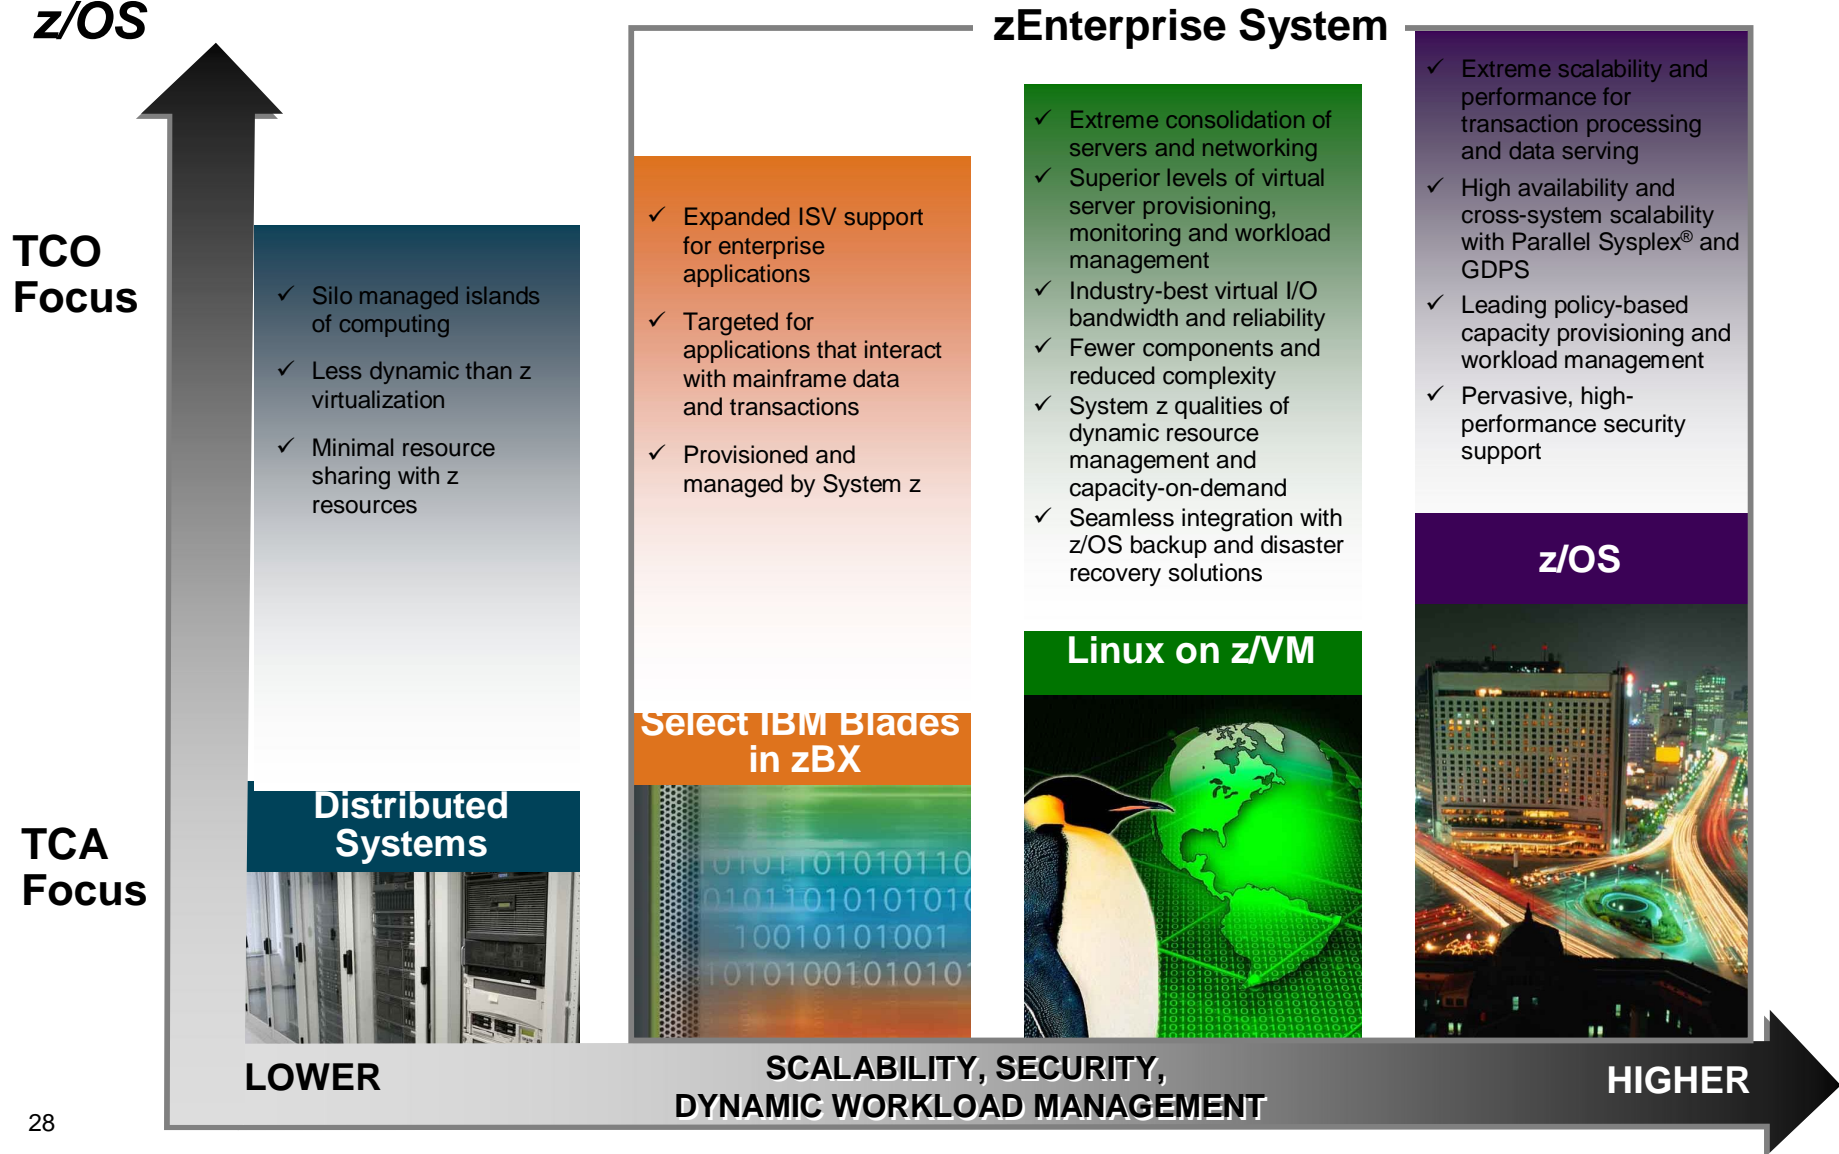 z/OS
zEnterprise System
TCO
Focus
TCA
Focus
✓ Silo managed islands
of computing
✓ Less dynamic than z
virtualization
✓ Minimal resource
sharing with z
resources
Distributed
Systems
✓ Expanded ISV support
for enterprise
applications
✓ Targeted for
applications that interact
with mainframe data
and transactions
✓ Provisioned and
managed by System z
Select IBM Blades
in zBX
✓ Extreme consolidation of
servers and networking
✓ Superior levels of virtual
server provisioning,
monitoring and workload
management
✓ Industry-best virtual I/O
bandwidth and reliability
✓ Fewer components and
reduced complexity
✓ System z qualities of
dynamic resource
management and
capacity-on-demand
✓ Seamless integration with
z/OS backup and disaster
recovery solutions
Linux on z/VM
✓ Extreme scalability and
performance for
transaction processing
and data serving
✓ High availability and
cross-system scalability
with Parallel Sysplex® and
GDPS
✓ Leading policy-based
capacity provisioning and
workload management
✓ Pervasive, high-
performance security
support
z/OS
LOWER
SCALABILITY, SECURITY,
DYNAMIC WORKLOAD MANAGEMENT
HIGHER
28